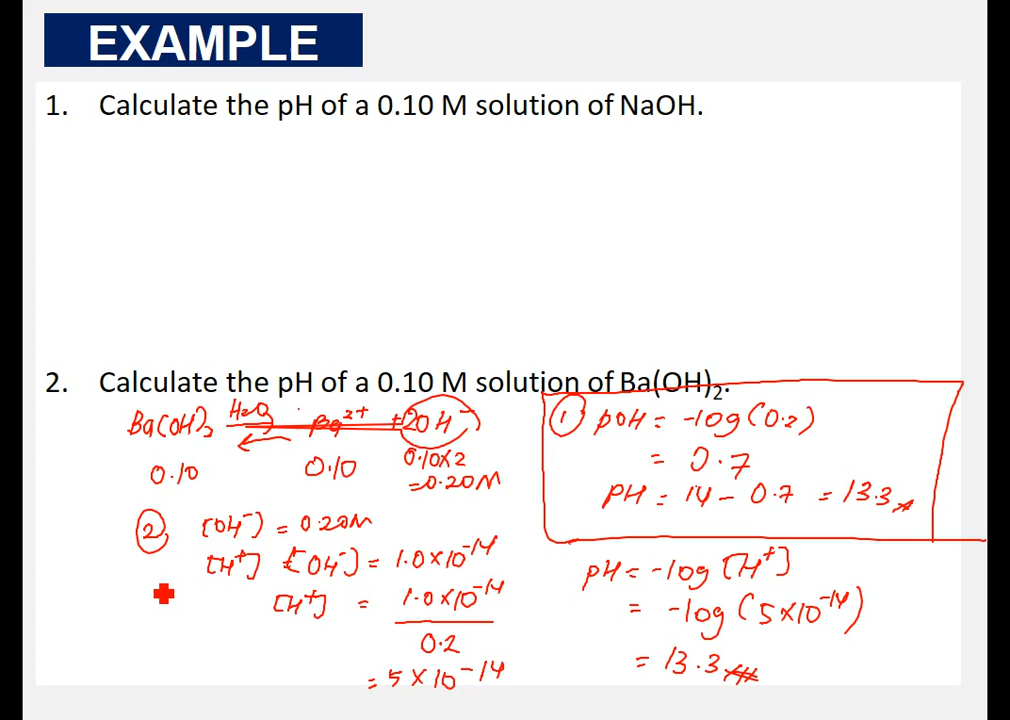 EXAMPLE
1. Calculate the pH of a 0.10 M solution of NaOH.
2. Calculate the pH of a 0.10 M solution of Ba(OH)₂.
Ba(OH)₂ H₂O Ba²⁺ + 2OH⁻
0.10 0.10 0.10×2
=0.20M
② [OH⁻] = 0.20M
[H⁺] [OH⁻] = 1.0×10⁻¹⁴
[H⁺] = 1.0×10⁻¹⁴
0.2
= 5×10⁻¹⁴
① pOH = -log(0.2)
= 0.7
pH = 14 - 0.7 = 13.3
pH = -log[H⁺]
= -log(5×10⁻¹⁴)
= 13.3